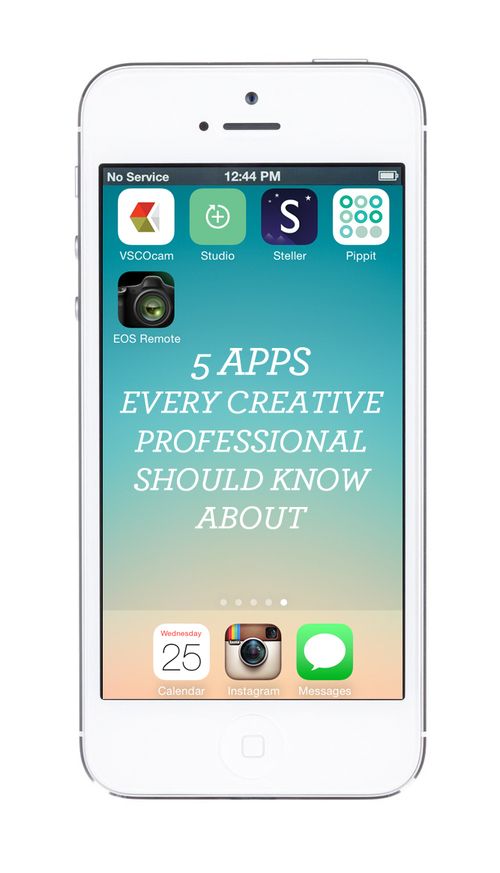 No Service 12:44 PM
VSCOcam Studio Steller Pippit
S
EOS Remote
5 APPS
EVERY CREATIVE
PROFESSIONAL
SHOULD KNOW
ABOUT
Wednesday
25
Calendar Instagram Messages